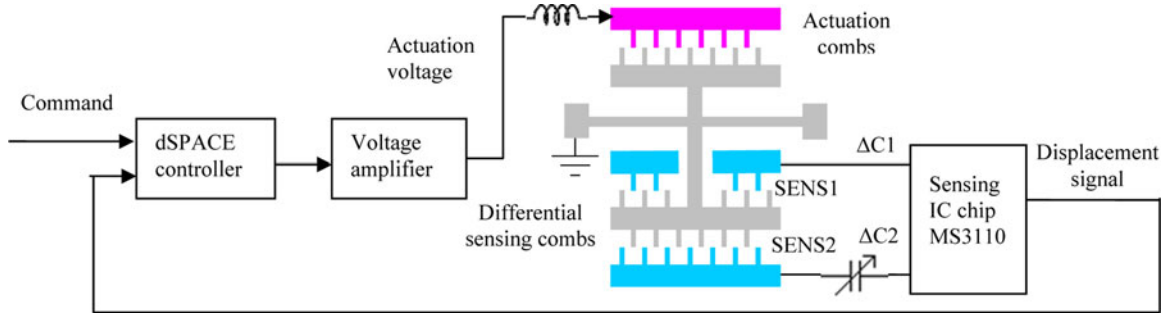 Actuation
voltage
Actuation
combs
Command
dSPACE
controller
Voltage
amplifier
ΔC1
Displacement
signal
SENS1
Sensing
IC chip
MS3110
Differential
sensing combs
SENS2
ΔC2